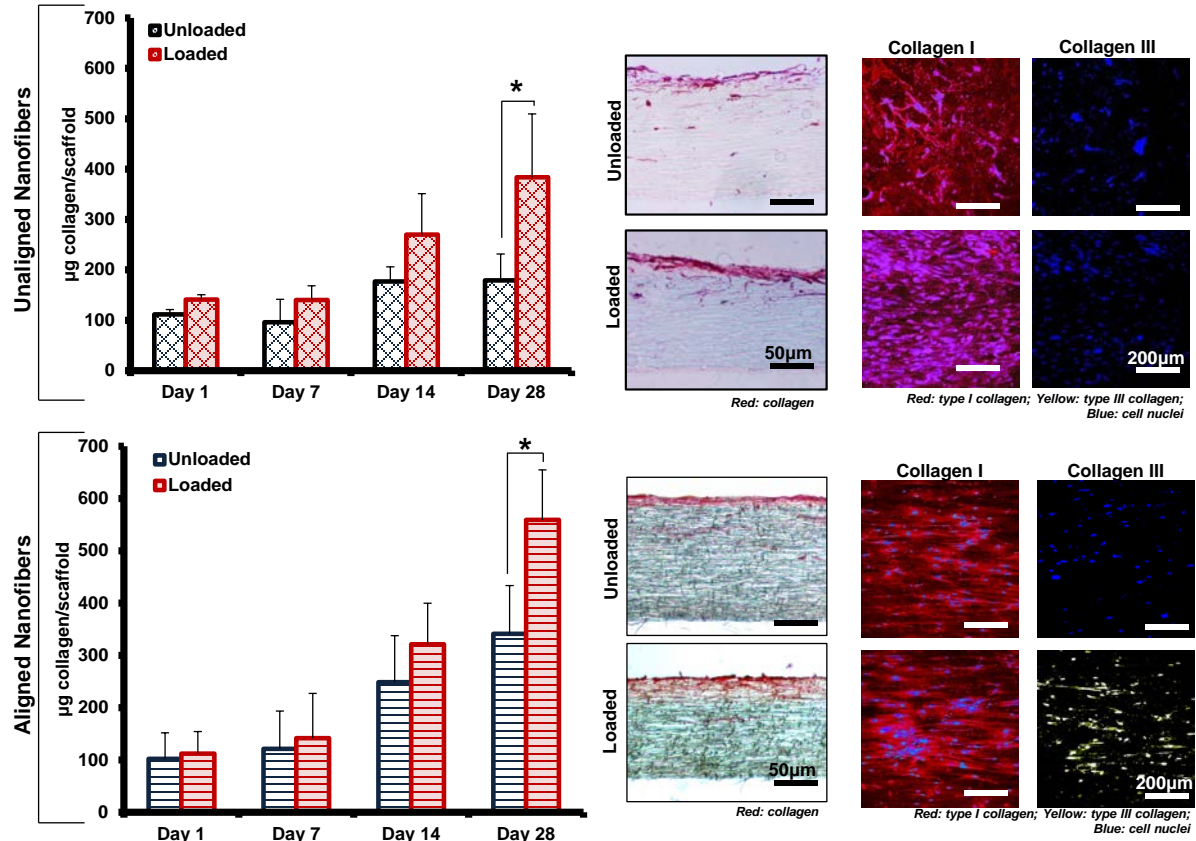 Unaligned Nanofibers
µg collagen/scaffold
700
600
500
400
300
200
100
0
Unloaded
Loaded
*
Day 1
Day 7
Day 14
Day 28
Unloaded
Loaded
50µm
Red: collagen
Collagen I
Collagen III
200µm
Red: type I collagen; Yellow: type III collagen;
Blue: cell nuclei
Aligned Nanofibers
µg collagen/scaffold
700
600
500
400
300
200
100
0
Unloaded
Loaded
*
Day 1
Day 7
Day 14
Day 28
Unloaded
Loaded
50µm
Red: collagen
Collagen I
Collagen III
200µm
Red: type I collagen; Yellow: type III collagen;
Blue: cell nuclei